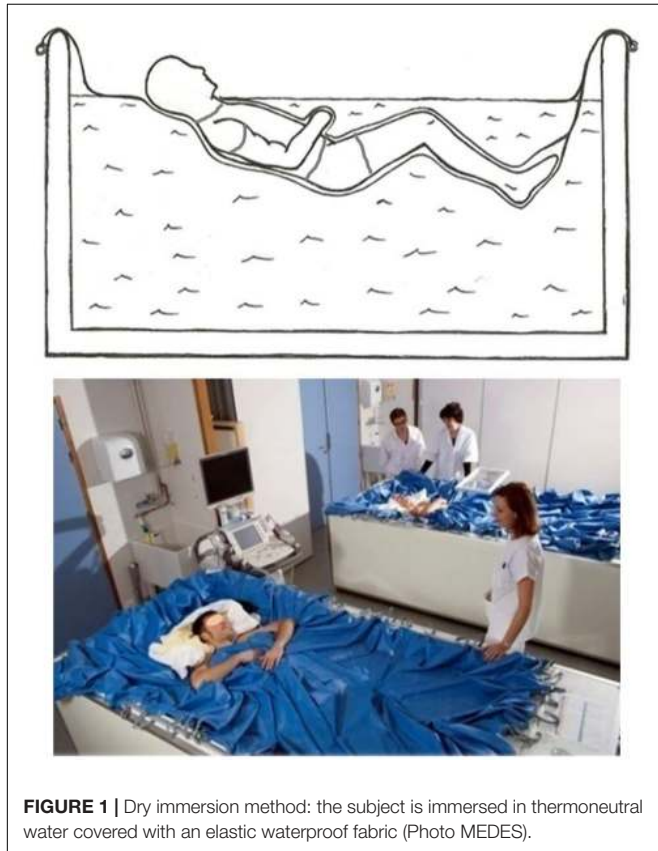 FIGURE 1 | Dry immersion method: the subject is immersed in thermoneutral
water covered with an elastic waterproof fabric (Photo MEDES).